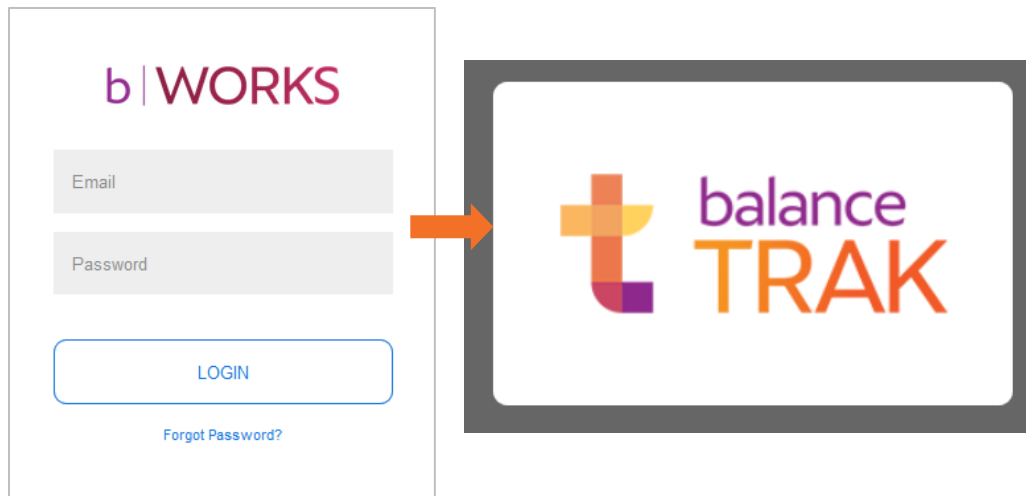 b | WORKS
Email
Password
LOGIN
Forgot Password?
balance
TRAK